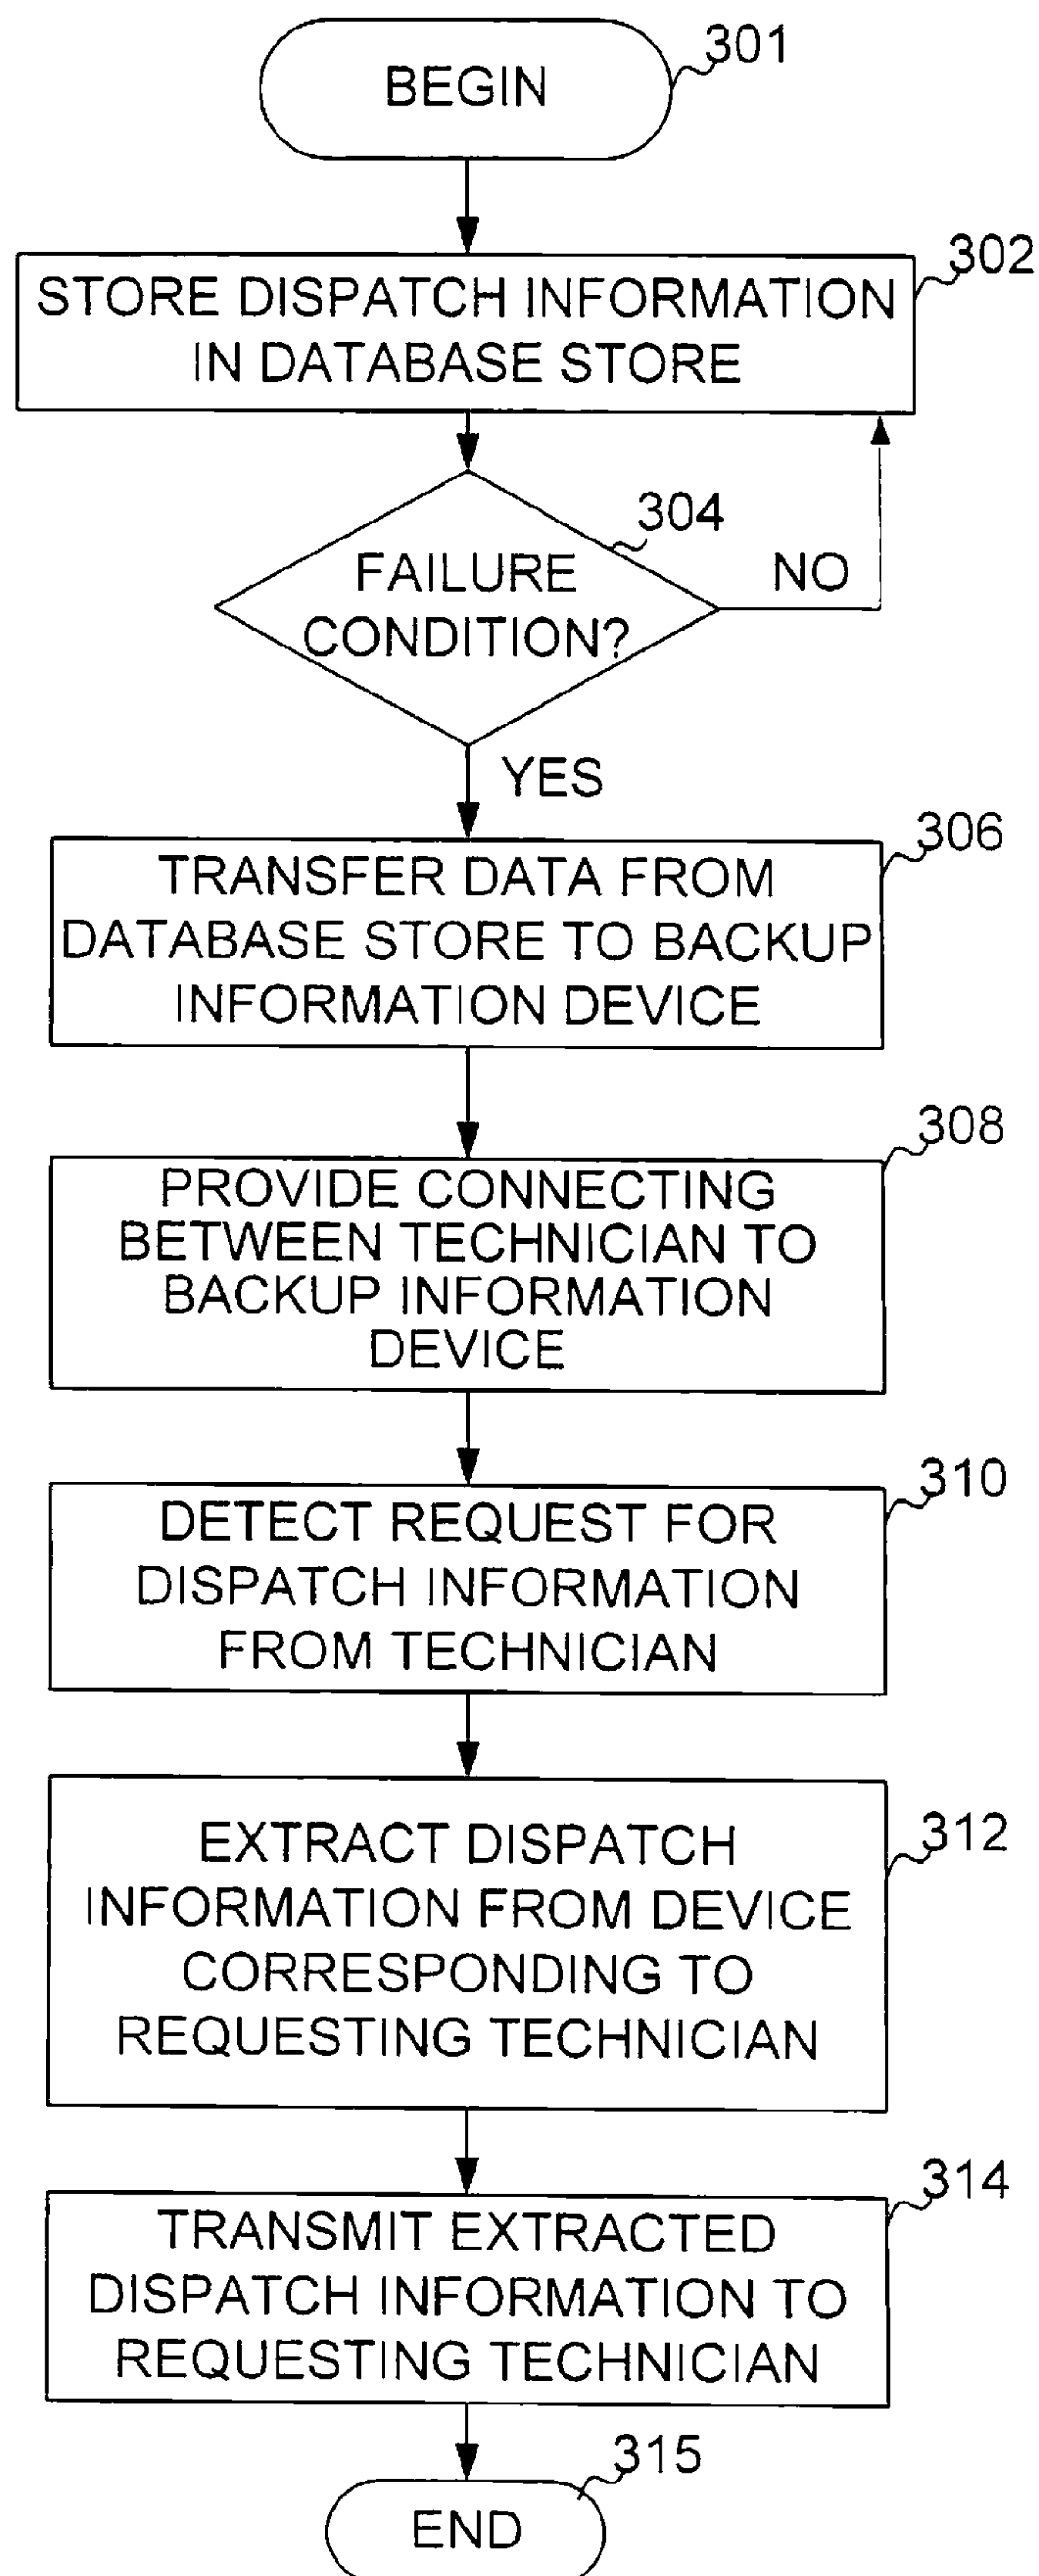 BEGIN
301
302
STORE DISPATCH INFORMATION
IN DATABASE STORE
304
FAILURE
CONDITION?
NO
YES
306
TRANSFER DATA FROM
DATABASE STORE TO BACKUP
INFORMATION DEVICE
308
PROVIDE CONNECTING
BETWEEN TECHNICIAN TO
BACKUP INFORMATION
DEVICE
310
DETECT REQUEST FOR
DISPATCH INFORMATION
FROM TECHNICIAN
312
EXTRACT DISPATCH
INFORMATION FROM DEVICE
CORRESPONDING TO
REQUESTING TECHNICIAN
314
TRANSMIT EXTRACTED
DISPATCH INFORMATION TO
REQUESTING TECHNICIAN
315
END